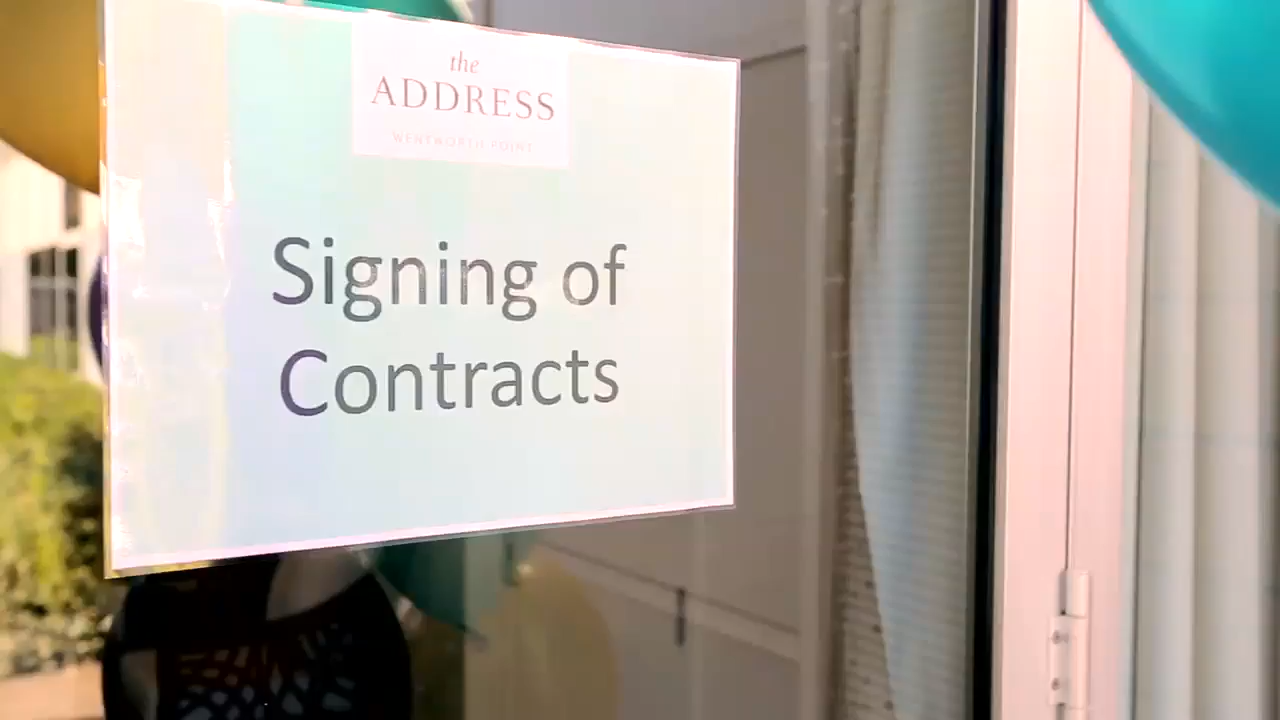 the
ADDRESS
WENTWORTH POINT
Signing of
Contracts